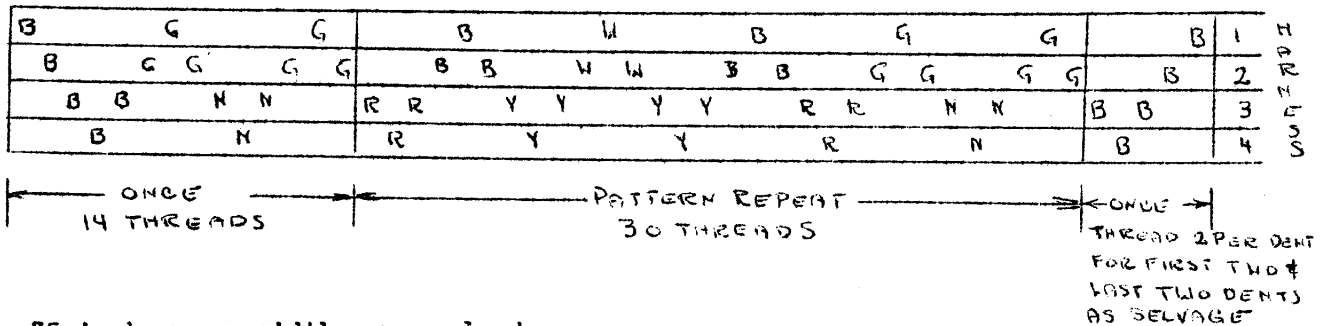 B G G B W B G G B 1
B G G G G B B W W B B G G G G B 2
B B N N R R Y Y Y Y R R N N B B 3
B N R Y Y R N B 4
HARNESS
ONCE
14 THREADS
PATTERN REPEAT
30 THREADS
ONCE
THREAD 2 PER DENT
FOR FIRST TWO &
LAST TWO DENTS
AS SELVAGE